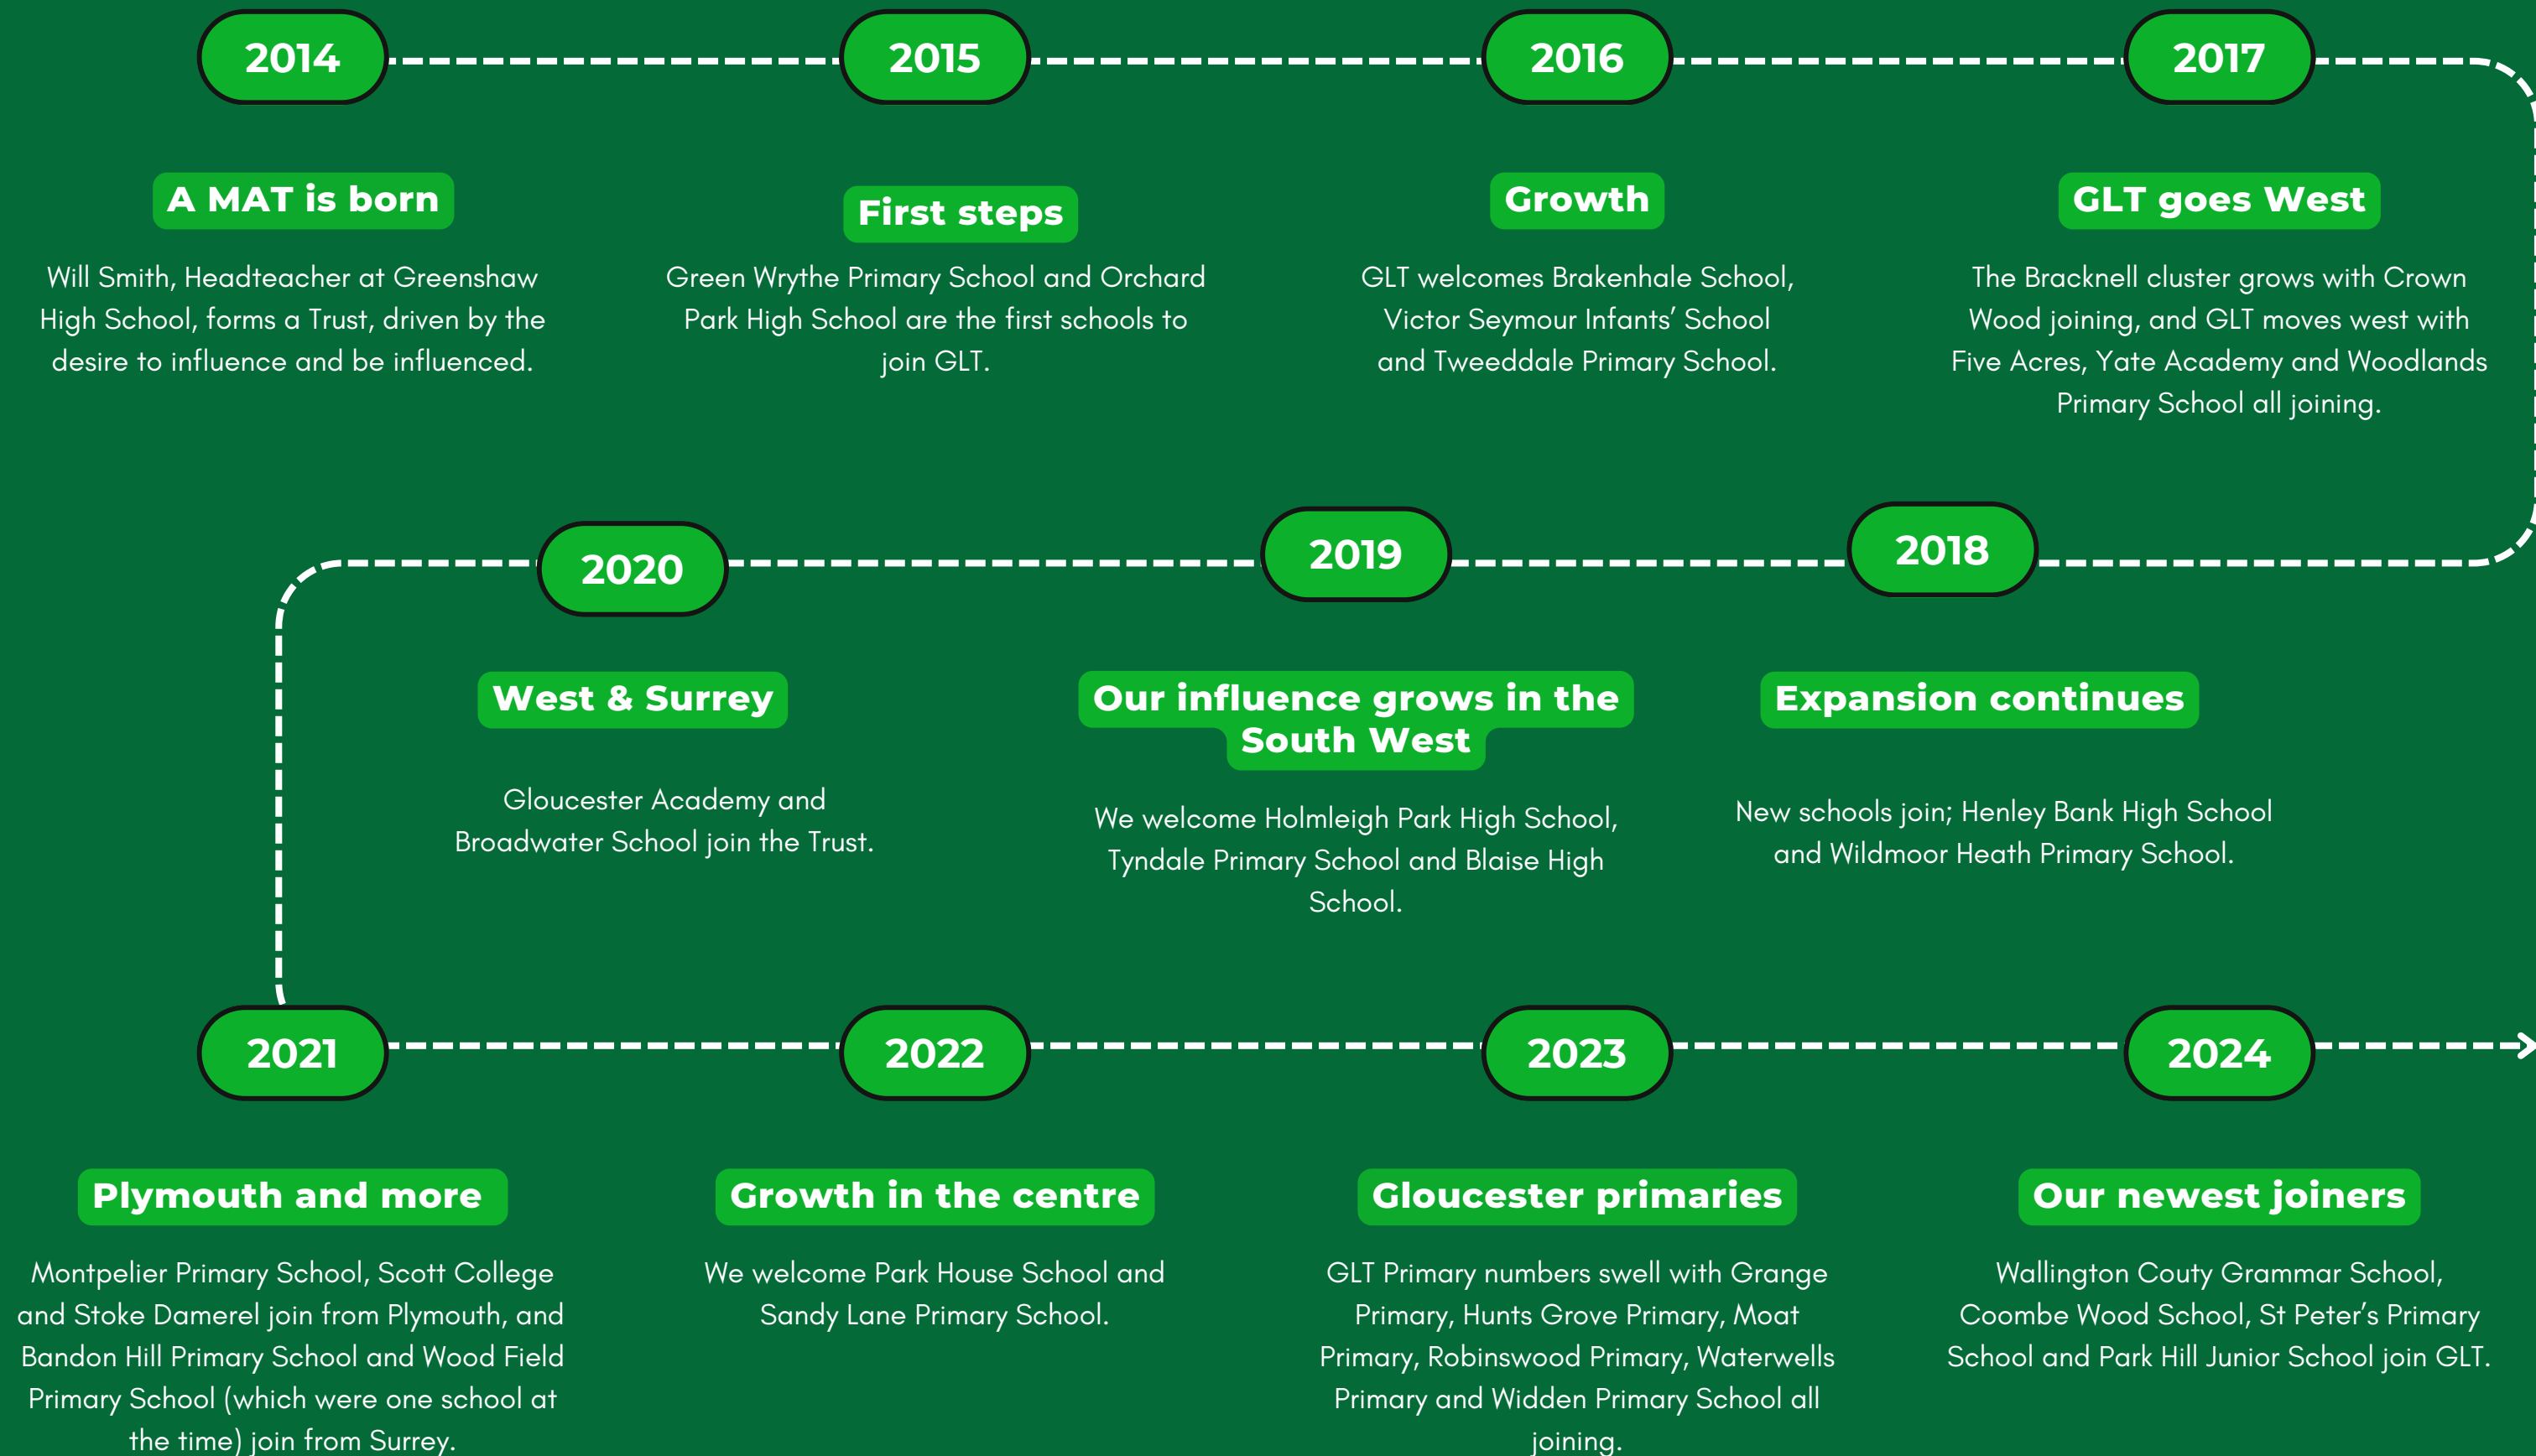 2014
A MAT is born
Will Smith, Headteacher at Greenshaw
High School, forms a Trust, driven by the
desire to influence and be influenced.
2015
First steps
Green Wrythe Primary School and Orchard
Park High School are the first schools to
join GLT.
2016
Growth
GLT welcomes Brakenhale School,
Victor Seymour Infants’ School
and Tweeddale Primary School.
2017
GLT goes West
The Bracknell cluster grows with Crown
Wood joining, and GLT moves west with
Five Acres, Yate Academy and Woodlands
Primary School all joining.
2018
Expansion continues
New schools join; Henley Bank High School
and Wildmoor Heath Primary School.
2019
Our influence grows in the
South West
We welcome Holmleigh Park High School,
Tyndale Primary School and Blaise High
School.
2020
West & Surrey
Gloucester Academy and
Broadwater School join the Trust.
2021
Plymouth and more
Montpelier Primary School, Scott College
and Stoke Damerel join from Plymouth, and
Bandon Hill Primary School and Wood Field
Primary School (which were one school at
the time) join from Surrey.
2022
Growth in the centre
We welcome Park House School and
Sandy Lane Primary School.
2023
Gloucester primaries
GLT Primary numbers swell with Grange
Primary, Hunts Grove Primary, Moat
Primary, Robinswood Primary, Waterwells
Primary and Widden Primary School all
joining.
2024
Our newest joiners
Wallington Couty Grammar School,
Coombe Wood School, St Peter’s Primary
School and Park Hill Junior School join GLT.